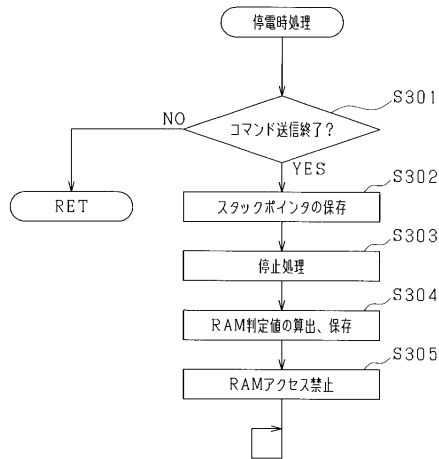 停電時処理
S301
コマンド送信終了？
NO
YES
RET
S302
スタックポインタの保存
S303
停止処理
S304
RAM判定値の算出、保存
S305
RAMアクセス禁止